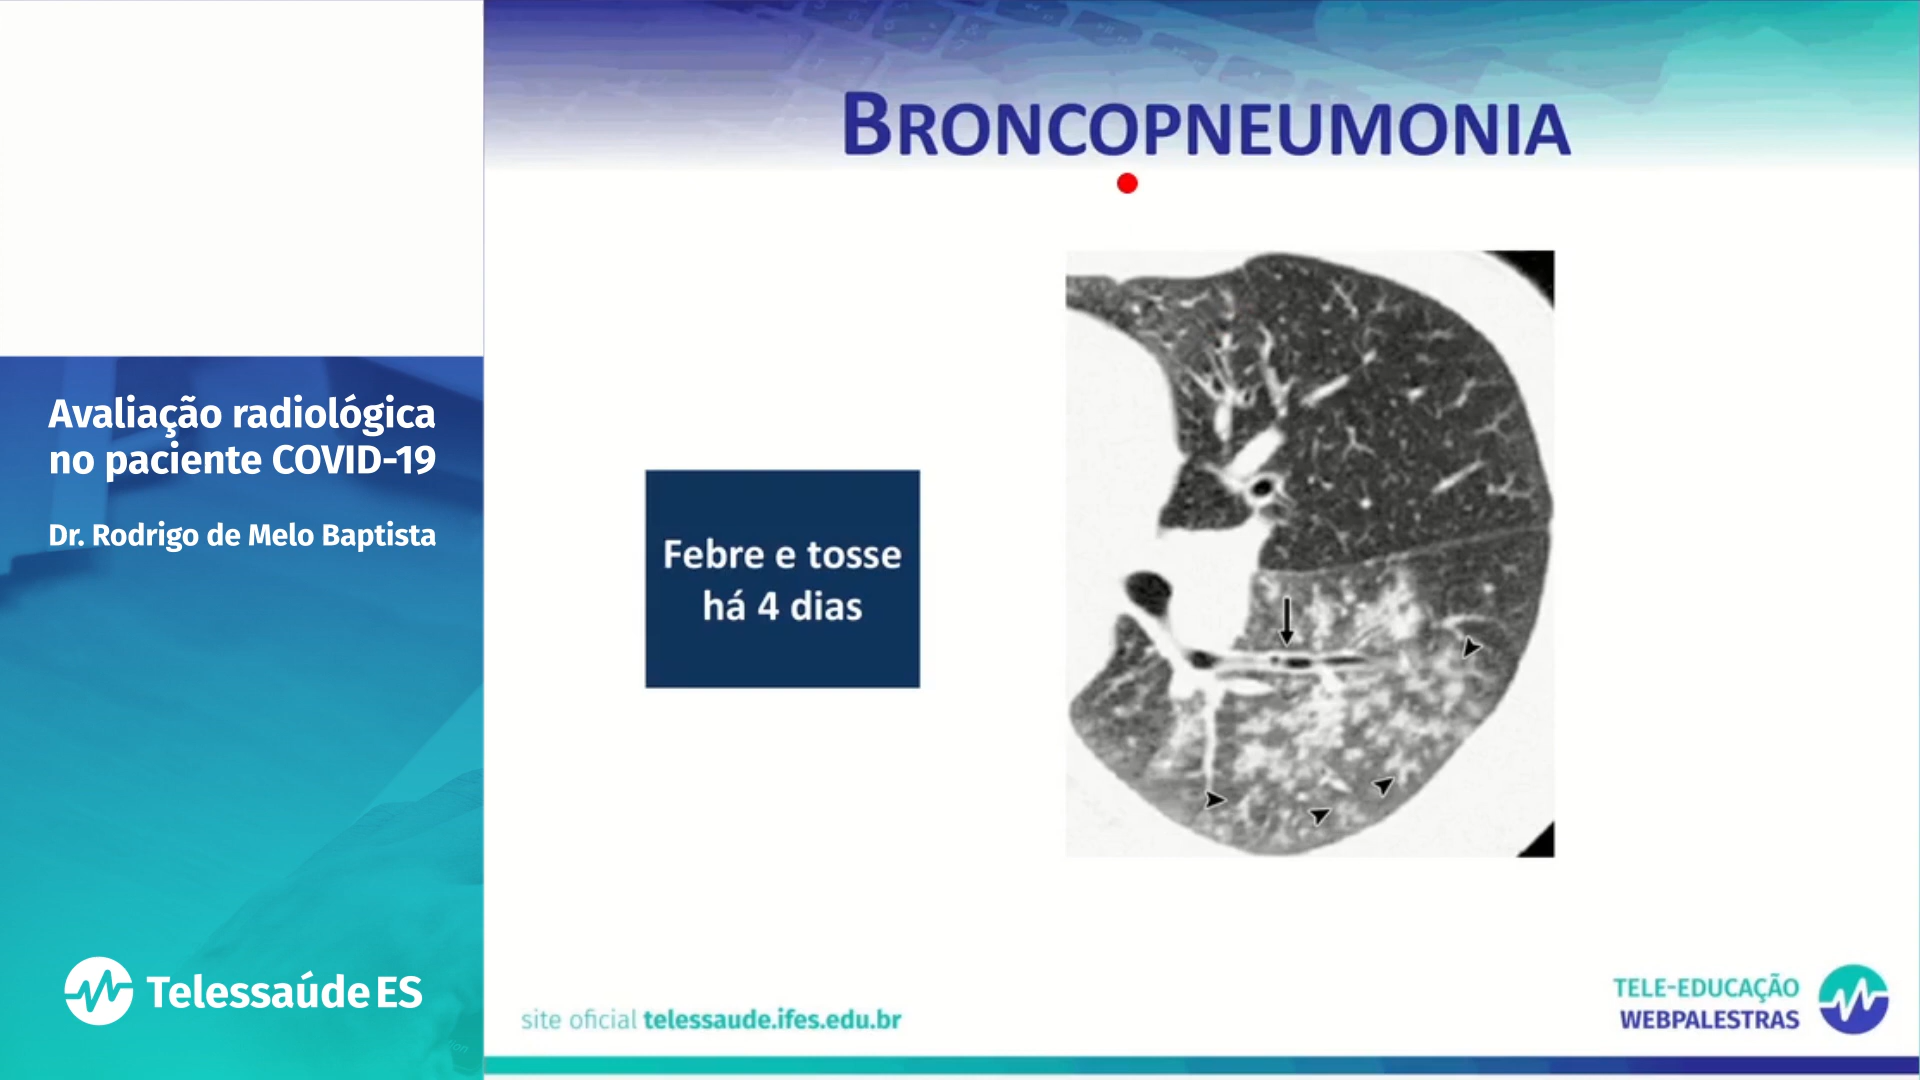 BRONCOPNEUMONIA
Avaliação radiológica
no paciente COVID-19
Dr. Rodrigo de Melo Baptista
Febre e tosse
há 4 dias
TelessaúdeES
site oficial telessaude.ifes.edu.br
TELE-EDUCAÇÃO
WEBPALESTRAS